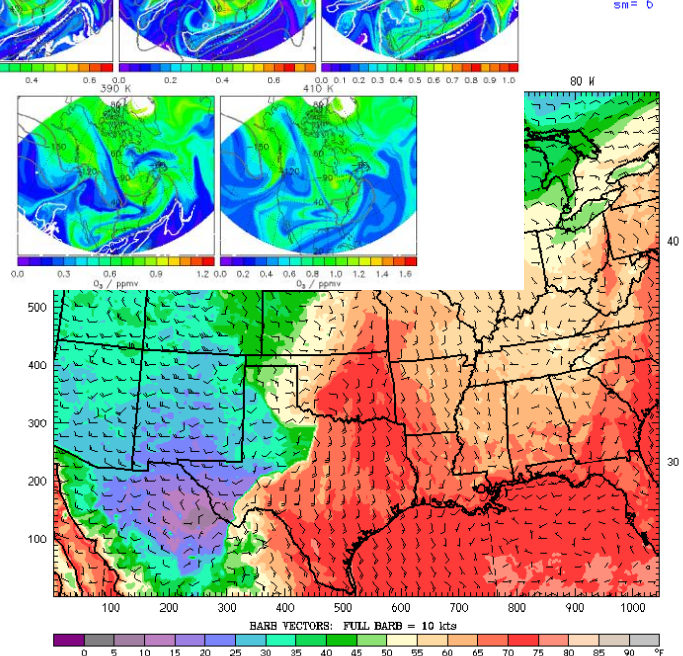 sm= 6
0.4 0.6 0.0 0.2 0.4 0.6 0.0 0.1 0.2 0.3 0.4 0.5 0.6 0.7 0.8 0.9 1.0
390 K 410 K
80 W
0.0 0.3 0.6 0.9 1.2 0.0 0.2 0.4 0.6 0.8 1.0 1.2 1.4 1.6
O₃ / ppmv O₃ / ppmv
40
500
400
300
30
200
100
100 200 300 400 500 600 700 800 900 1000
BARB VECTORS: FULL BARB = 10 kts
0 5 10 15 20 25 30 35 40 45 50 55 60 65 70 75 80 85 90 °F